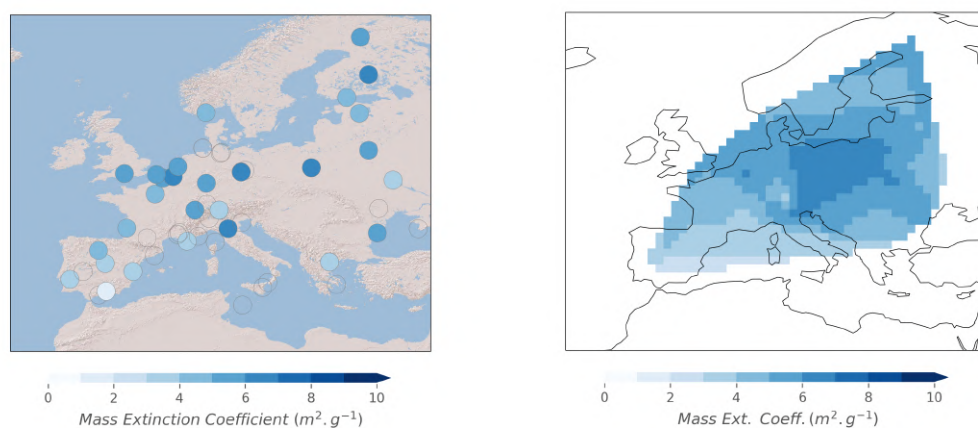 0 2 4 6 8 10
Mass Extinction Coefficient (m².g⁻¹)
0 2 4 6 8 10
Mass Ext. Coeff. (m².g⁻¹)